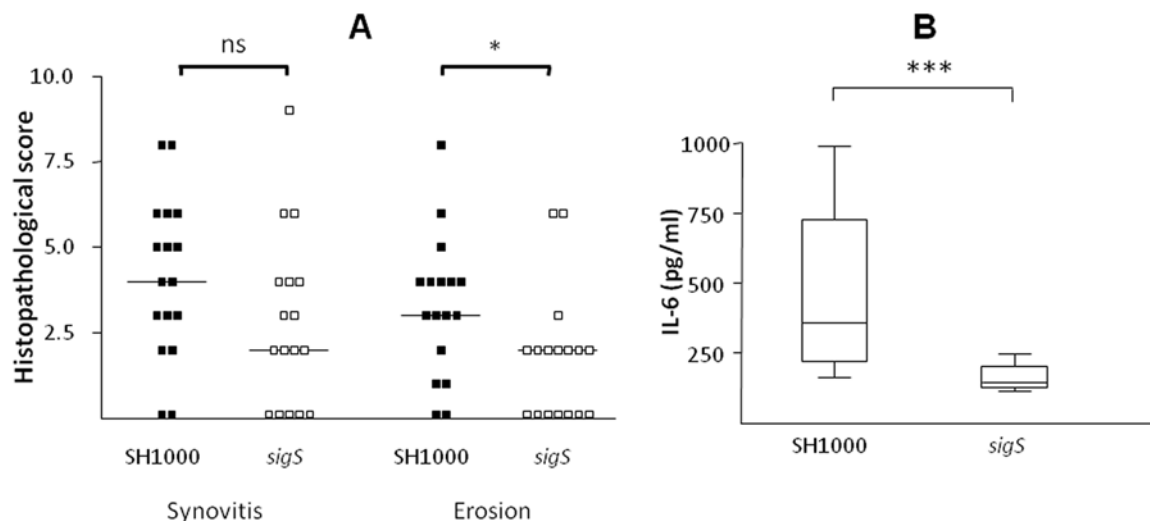 A
ns
*
10.0
7.5
5.0
2.5
Histopathological score
SH1000 sigS SH1000 sigS
Synovitis Erosion
B
***
1000
750
500
250
IL-6 (pg/ml)
SH1000 sigS